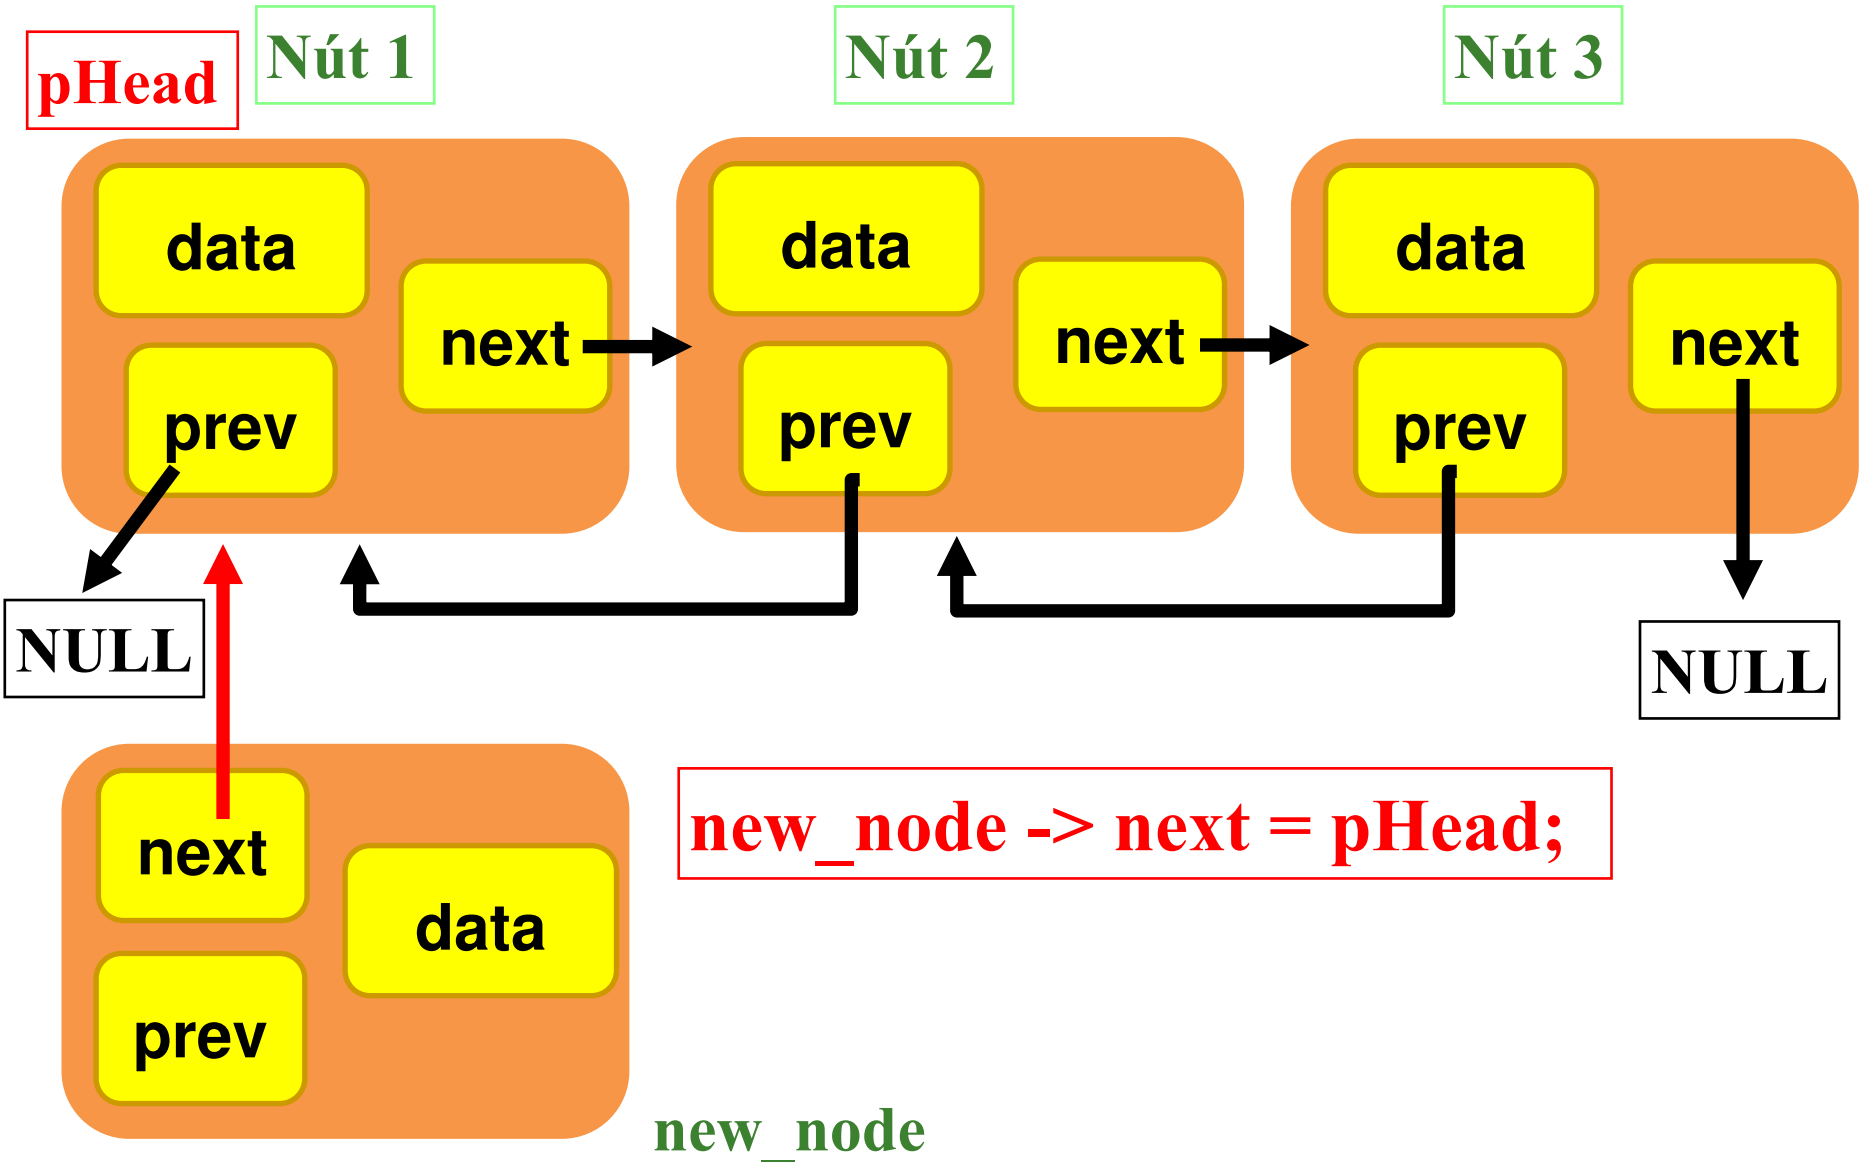 pHead
Nút 1
Nút 2
Nút 3
data
next
prev
data
next
prev
data
next
prev
NULL
NULL
next
data
prev
new_node -> next = pHead;
new_node